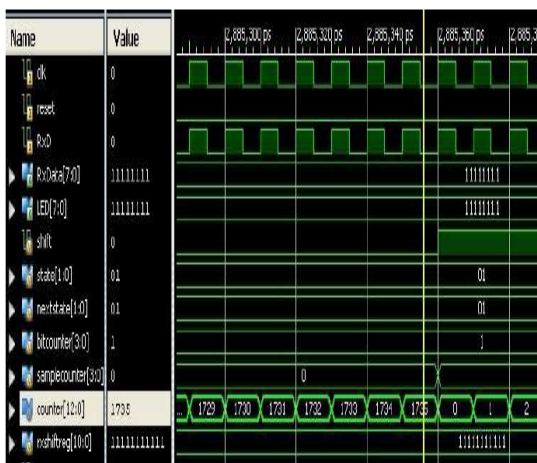 Name Value 2,885,300 ps 2,885,320 ps 2,885,340 ps 2,885,360 ps 2,885,3
clk 0
reset 0
RxD 0
RxData[7:0] 11111111 11111111
LED[7:0] 11111111 11111111
shift 0
state[1:0] 01 01
nextstate[1:0] 01 01
bitcounter[3:0] 1 1
samplecounter[3:0] 0 0
counter[12:0] 1735 ... 1729 1730 1731 1732 1733 1734 1735 0 1 2
rxshiftreg[10:0] 11111111111 11111111111